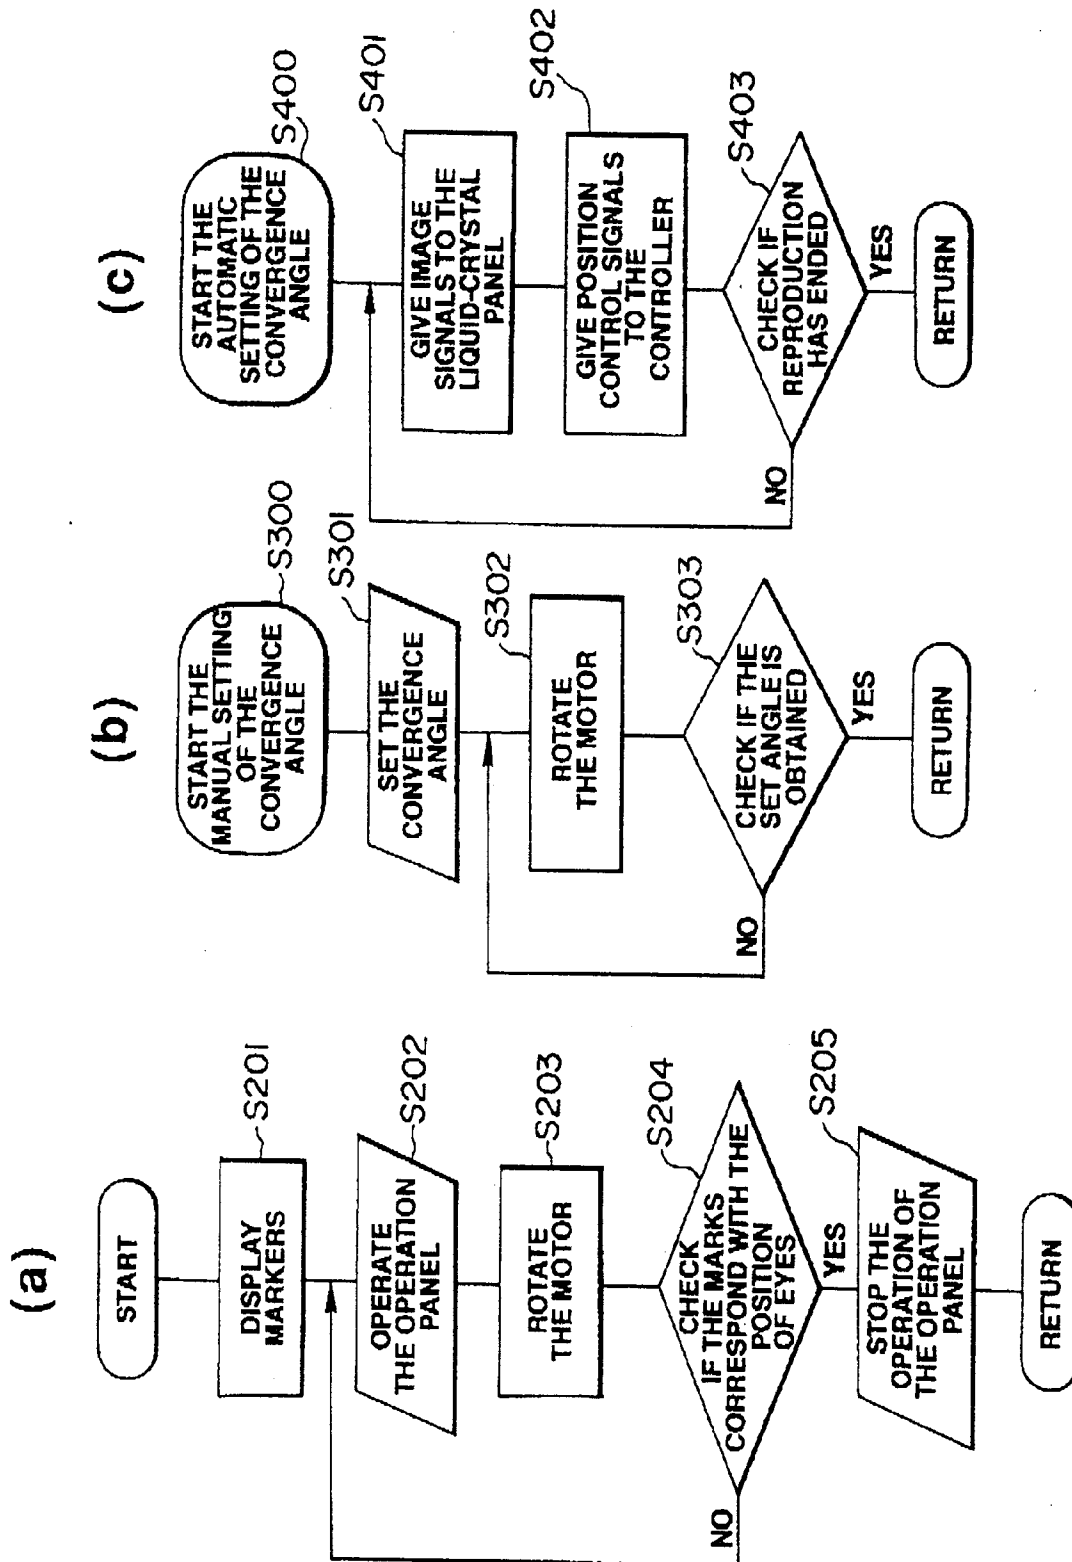 (a)
START
DISPLAY
MARKERS
S201
OPERATE
THE OPERATION
PANEL
S202
ROTATE
THE MOTOR
S203
CHECK
IF THE MARKS
CORRESPOND WITH THE
POSITION
OF EYES
S204
NO
YES
STOP THE
OPERATION OF
THE OPERATION
PANEL
S205
RETURN
(b)
START THE
MANUAL SETTING
OF THE
CONVERGENCE
ANGLE
S300
SET THE
CONVERGENCE
ANGLE
S301
ROTATE
THE MOTOR
S302
CHECK IF THE
SET ANGLE IS
OBTAINED
S303
NO
YES
RETURN
(c)
START THE
AUTOMATIC
SETTING OF THE
CONVERGENCE
ANGLE
S400
GIVE IMAGE
SIGNALS TO THE
LIQUID-CRYSTAL
PANEL
S401
GIVE POSITION
CONTROL SIGNALS
TO THE
CONTROLLER
S402
CHECK IF
REPRODUCTION
HAS ENDED
S403
NO
YES
RETURN